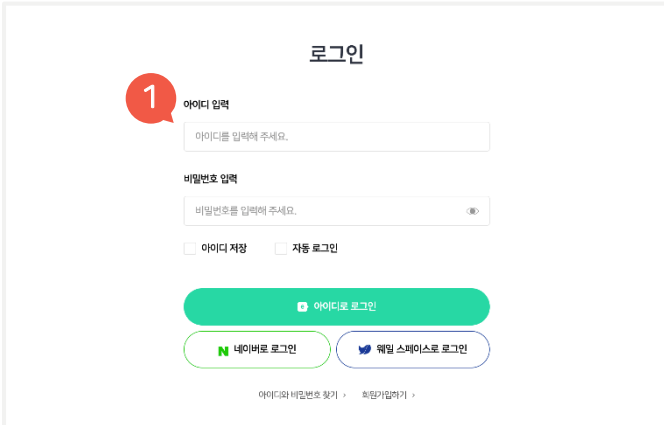 로그인
1
아이디 입력
아이디를 입력해 주세요.
비밀번호 입력
비밀번호를 입력해 주세요.
아이디 저장 자동 로그인
아이디로 로그인
N 네이버로 로그인 웨일 스페이스로 로그인
아이디와 비밀번호 찾기 › 회원가입하기 ›